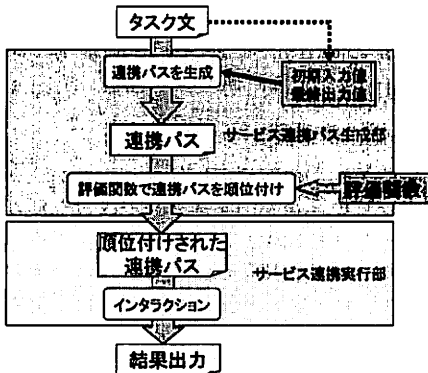 タスク文
連携パスを生成
初期入力値
最終出力値
連携パス
サービス連携パス生成部
評価関数で連携パスを順位付け
評価関数
順位付けされた
連携パス
サービス連携実行部
インタラクション
結果出力